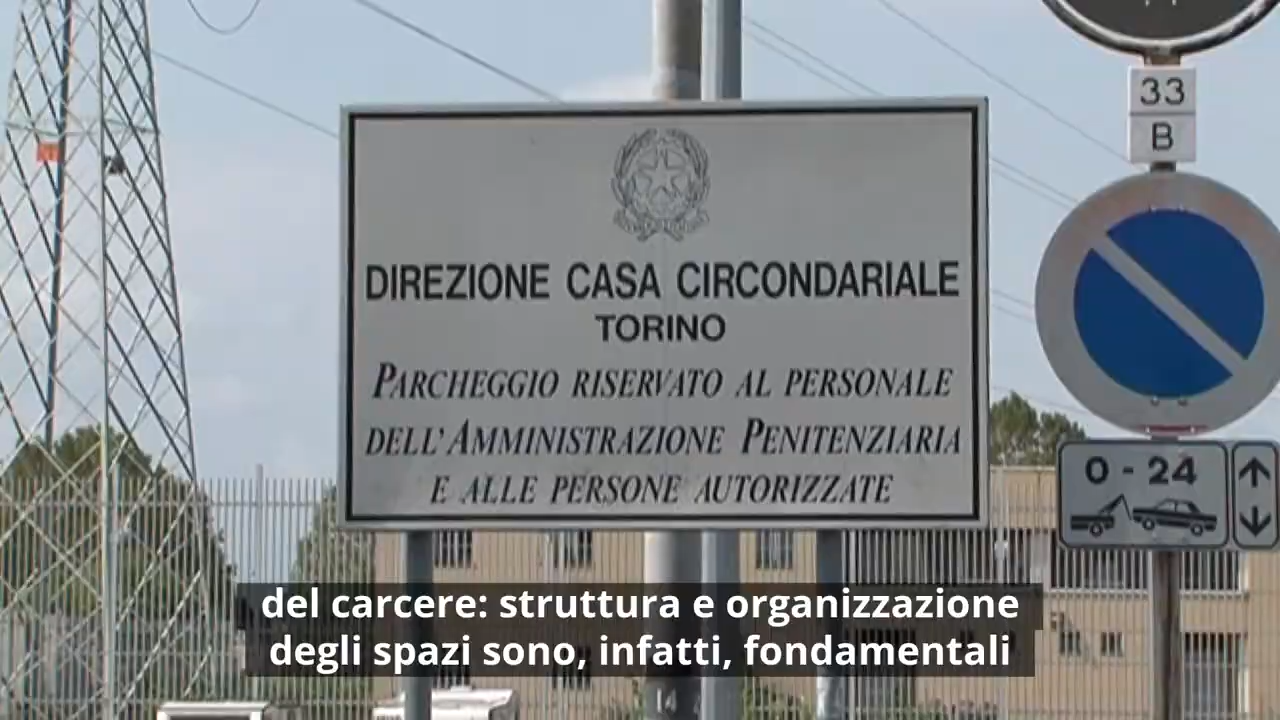 33
B
DIREZIONE CASA CIRCONDARIALE
TORINO
PARCHEGGIO RISERVATO AL PERSONALE
DELL'AMMINISTRAZIONE PENITENZIARIA
E ALLE PERSONE AUTORIZZATE
0 - 24
del carcere: struttura e organizzazione
degli spazi sono, infatti, fondamentali
14